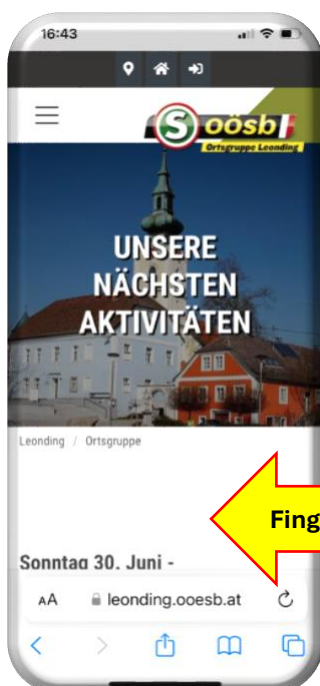 16:43
S oösb
Ortsgruppe Leonding
UNSERE
NÄCHSTEN
AKTIVITÄTEN
Leonding / Ortsgruppe
Fing
Sonntag 30. Juni -
AA leonding.ooesb.at